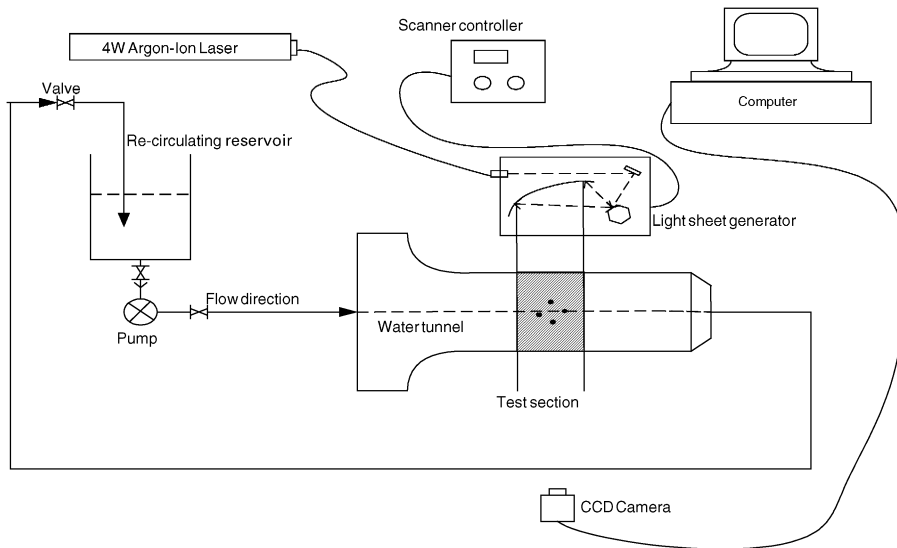 4W Argon-Ion Laser
Scanner controller
Computer
Valve
Re-circulating reservoir
Light sheet generator
Flow direction
Water tunnel
Pump
Test section
CCD Camera